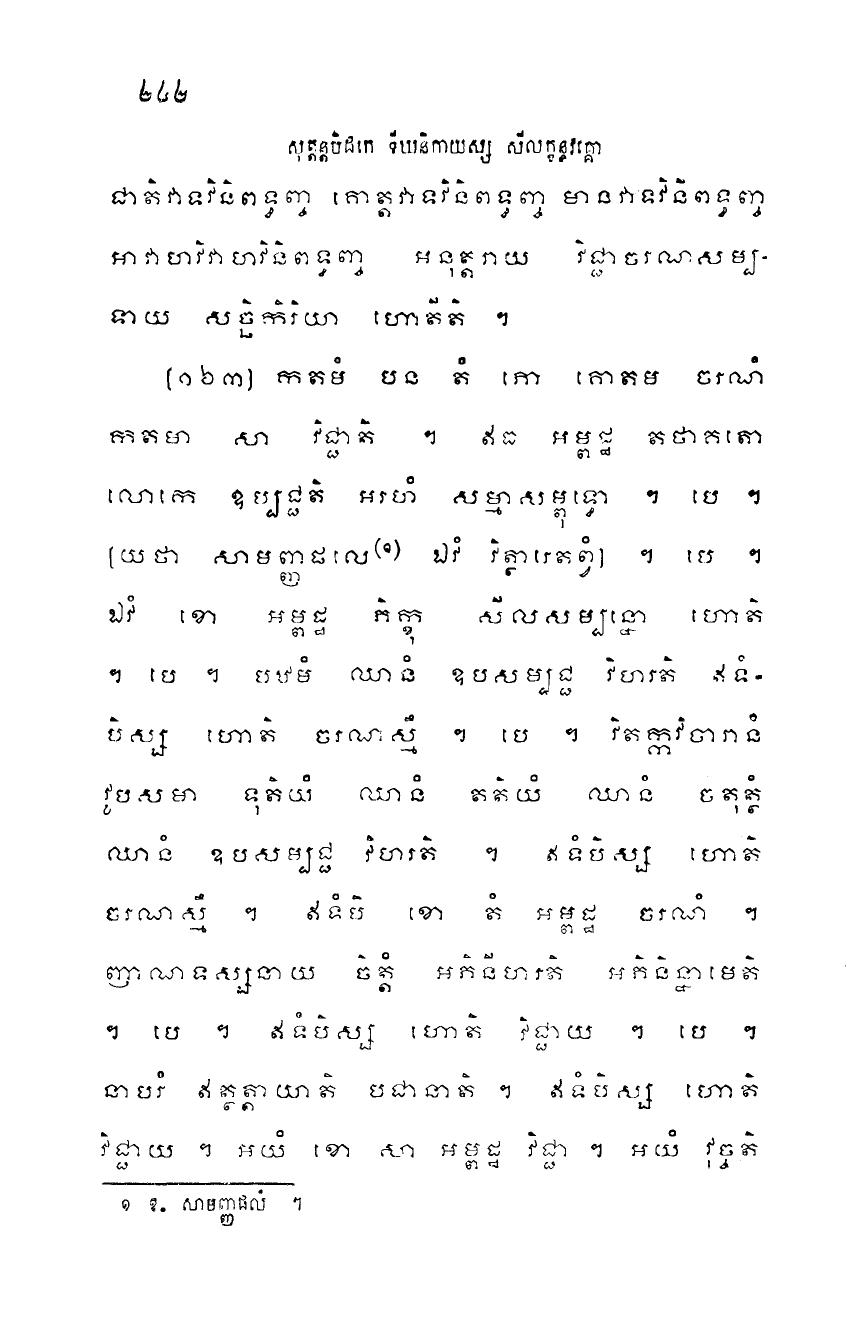 ២៤២
សុត្តន្តបិដកេ ទីឃនិកាយស្ស សីលក្ខន្ធវគ្គោ
ជាតិវាទវិនិពទ្ធញ្ច គោត្តវាទវិនិពទ្ធញ្ច មានវាទវិនិពទ្ធញ្ច
អាវាហវិវាហវិនិពទ្ធញ្ច អនុត្តរាយ វិជ្ជាចរណសម្ប-
ទាយ សច្ឆិកិរិយា ហោតីតិ ។
[១៦៣] កតមំ បន តំ ភោ គោតម ចរណំ
កតមា សា វិជ្ជាតិ ។ ឥធ អម្ពដ្ឋ តថាគតោ
លោកេ ឧប្បជ្ជតិ អរហំ សម្មាសម្ពុទ្ធោ ។ បេ ។
[យថា សាមញ្ញផលេ(១) ឯវំ វិត្ថារេតព្វំ] ។ បេ ។
ឯវំ ខោ អម្ពដ្ឋ ភិក្ខុ សីលសម្បន្នោ ហោតិ
។ បេ ។ បឋមំ ឈានំ ឧបសម្បជ្ជ វិហរតិ ឥទំ-
បិស្ស ហោតិ ចរណស្មឹ ។ បេ ។ វិតក្កវិចារានំ
វូបសមា ទុតិយំ ឈានំ តតិយំ ឈានំ ចតុត្ថំ
ឈានំ ឧបសម្បជ្ជ វិហរតិ ។ ឥទំបិស្ស ហោតិ
ចរណស្មឹ ។ ឥទំបិ ខោ តំ អម្ពដ្ឋ ចរណំ ។
ញាណទស្សនាយ ចិត្តំ អភិនីហរតិ អភិនិន្នាមេតិ
។ បេ ។ ឥទំបិស្ស ហោតិ វិជ្ជាយ ។ បេ ។
នាបរំ ឥត្ថត្តាយាតិ បជានាតិ ។ ឥទំបិស្ស ហោតិ
វិជ្ជាយ ។ អយំ ខោ សា អម្ពដ្ឋ វិជ្ជា ។ អយំ វុច្ចតិ
១ ឱ. សាមញ្ញផលំ ។